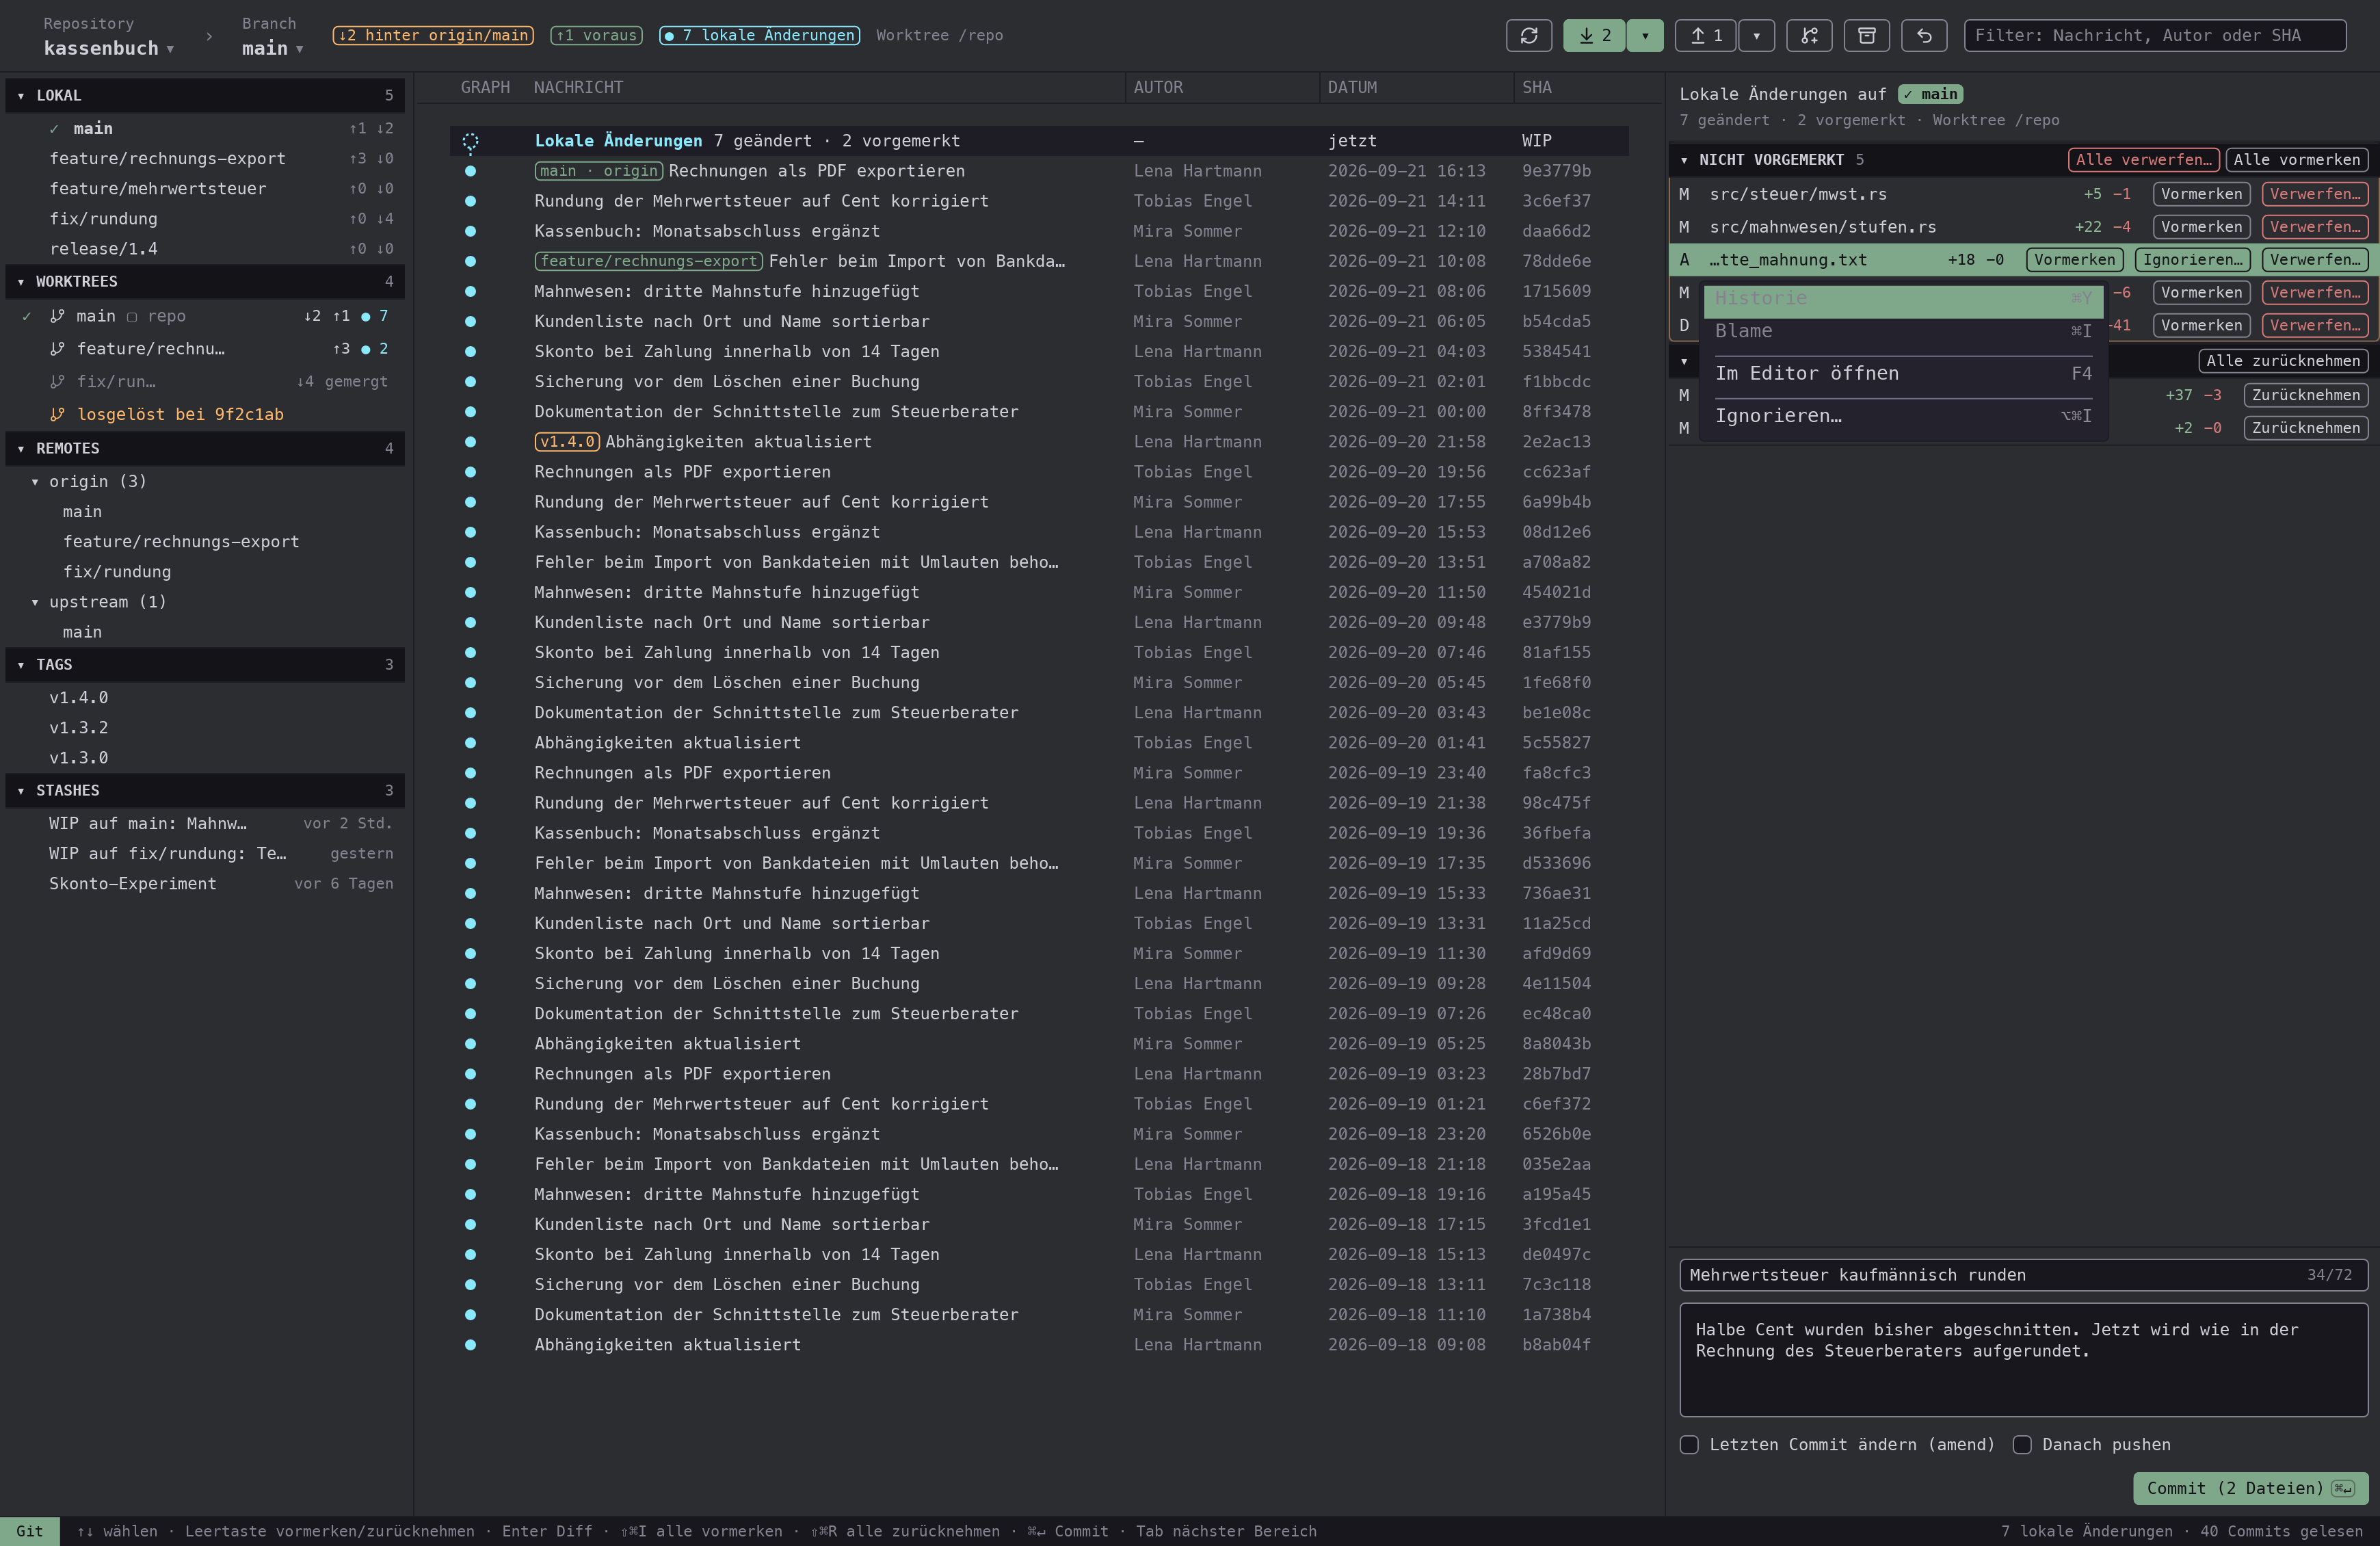 Repository
kassenbuch ▾
›
Branch
main ▾
↓2 hinter origin/main
↑1 voraus
● 7 lokale Änderungen
Worktree /repo
2 ▾
1 ▾
Filter: Nachricht, Autor oder SHA
▾ LOKAL 5
✓ main ↑1 ↓2
feature/rechnungs-export ↑3 ↓0
feature/mehrwertsteuer ↑0 ↓0
fix/rundung ↑0 ↓4
release/1.4 ↑0 ↓0
▾ WORKTREES 4
✓ main ▢ repo ↓2 ↑1 ● 7
feature/rechnu… ↑3 ● 2
fix/run… ↓4 gemergt
losgelöst bei 9f2c1ab
▾ REMOTES 4
▾ origin (3)
main
feature/rechnungs-export
fix/rundung
▾ upstream (1)
main
▾ TAGS 3
v1.4.0
v1.3.2
v1.3.0
▾ STASHES 3
WIP auf main: Mahnw… vor 2 Std.
WIP auf fix/rundung: Te… gestern
Skonto-Experiment vor 6 Tagen
GRAPH NACHRICHT AUTOR DATUM SHA
Lokale Änderungen 7 geändert · 2 vorgemerkt — jetzt WIP
main · origin Rechnungen als PDF exportieren Lena Hartmann 2026-09-21 16:13 9e3779b
Rundung der Mehrwertsteuer auf Cent korrigiert Tobias Engel 2026-09-21 14:11 3c6ef37
Kassenbuch: Monatsabschluss ergänzt Mira Sommer 2026-09-21 12:10 daa66d2
feature/rechnungs-export Fehler beim Import von Bankda… Lena Hartmann 2026-09-21 10:08 78dde6e
Mahnwesen: dritte Mahnstufe hinzugefügt Tobias Engel 2026-09-21 08:06 1715609
Kundenliste nach Ort und Name sortierbar Mira Sommer 2026-09-21 06:05 b54cda5
Skonto bei Zahlung innerhalb von 14 Tagen Lena Hartmann 2026-09-21 04:03 5384541
Sicherung vor dem Löschen einer Buchung Tobias Engel 2026-09-21 02:01 f1bbcdc
Dokumentation der Schnittstelle zum Steuerberater Mira Sommer 2026-09-21 00:00 8ff3478
v1.4.0 Abhängigkeiten aktualisiert Lena Hartmann 2026-09-20 21:58 2e2ac13
Rechnungen als PDF exportieren Tobias Engel 2026-09-20 19:56 cc623af
Rundung der Mehrwertsteuer auf Cent korrigiert Mira Sommer 2026-09-20 17:55 6a99b4b
Kassenbuch: Monatsabschluss ergänzt Lena Hartmann 2026-09-20 15:53 08d12e6
Fehler beim Import von Bankdateien mit Umlauten beho… Tobias Engel 2026-09-20 13:51 a708a82
Mahnwesen: dritte Mahnstufe hinzugefügt Mira Sommer 2026-09-20 11:50 454021d
Kundenliste nach Ort und Name sortierbar Lena Hartmann 2026-09-20 09:48 e3779b9
Skonto bei Zahlung innerhalb von 14 Tagen Tobias Engel 2026-09-20 07:46 81af155
Sicherung vor dem Löschen einer Buchung Mira Sommer 2026-09-20 05:45 1fe68f0
Dokumentation der Schnittstelle zum Steuerberater Lena Hartmann 2026-09-20 03:43 be1e08c
Abhängigkeiten aktualisiert Tobias Engel 2026-09-20 01:41 5c55827
Rechnungen als PDF exportieren Mira Sommer 2026-09-19 23:40 fa8cfc3
Rundung der Mehrwertsteuer auf Cent korrigiert Lena Hartmann 2026-09-19 21:38 98c475f
Kassenbuch: Monatsabschluss ergänzt Tobias Engel 2026-09-19 19:36 36fbefa
Fehler beim Import von Bankdateien mit Umlauten beho… Mira Sommer 2026-09-19 17:35 d533696
Mahnwesen: dritte Mahnstufe hinzugefügt Lena Hartmann 2026-09-19 15:33 736ae31
Kundenliste nach Ort und Name sortierbar Tobias Engel 2026-09-19 13:31 11a25cd
Skonto bei Zahlung innerhalb von 14 Tagen Mira Sommer 2026-09-19 11:30 afd9d69
Sicherung vor dem Löschen einer Buchung Lena Hartmann 2026-09-19 09:28 4e11504
Dokumentation der Schnittstelle zum Steuerberater Tobias Engel 2026-09-19 07:26 ec48ca0
Abhängigkeiten aktualisiert Mira Sommer 2026-09-19 05:25 8a8043b
Rechnungen als PDF exportieren Lena Hartmann 2026-09-19 03:23 28b7bd7
Rundung der Mehrwertsteuer auf Cent korrigiert Tobias Engel 2026-09-19 01:21 c6ef372
Kassenbuch: Monatsabschluss ergänzt Mira Sommer 2026-09-18 23:20 6526b0e
Fehler beim Import von Bankdateien mit Umlauten beho… Lena Hartmann 2026-09-18 21:18 035e2aa
Mahnwesen: dritte Mahnstufe hinzugefügt Tobias Engel 2026-09-18 19:16 a195a45
Kundenliste nach Ort und Name sortierbar Mira Sommer 2026-09-18 17:15 3fcd1e1
Skonto bei Zahlung innerhalb von 14 Tagen Lena Hartmann 2026-09-18 15:13 de0497c
Sicherung vor dem Löschen einer Buchung Tobias Engel 2026-09-18 13:11 7c3c118
Dokumentation der Schnittstelle zum Steuerberater Mira Sommer 2026-09-18 11:10 1a738b4
Abhängigkeiten aktualisiert Lena Hartmann 2026-09-18 09:08 b8ab04f
Lokale Änderungen auf ✓ main
7 geändert · 2 vorgemerkt · Worktree /repo
▾ NICHT VORGEMERKT 5 Alle verwerfen… Alle vormerken
M src/steuer/mwst.rs +5 −1 Vormerken Verwerfen…
M src/mahnwesen/stufen.rs +22 −4 Vormerken Verwerfen…
A …tte_mahnung.txt +18 −0 Vormerken Ignorieren… Verwerfen…
M −6 Vormerken Verwerfen…
D −41 Vormerken Verwerfen…
▾ Alle zurücknehmen
M +37 −3 Zurücknehmen
M +2 −0 Zurücknehmen
Historie ⌘Y
Blame ⌘I
Im Editor öffnen F4
Ignorieren… ⌥⌘I
Mehrwertsteuer kaufmännisch runden 34/72
Halbe Cent wurden bisher abgeschnitten. Jetzt wird wie in der
Rechnung des Steuerberaters aufgerundet.
Letzten Commit ändern (amend) Danach pushen
Commit (2 Dateien) ⌘↵
Git ↑↓ wählen · Leertaste vormerken/zurücknehmen · Enter Diff · ⇧⌘I alle vormerken · ⇧⌘R alle zurücknehmen · ⌘↵ Commit · Tab nächster Bereich
7 lokale Änderungen · 40 Commits gelesen